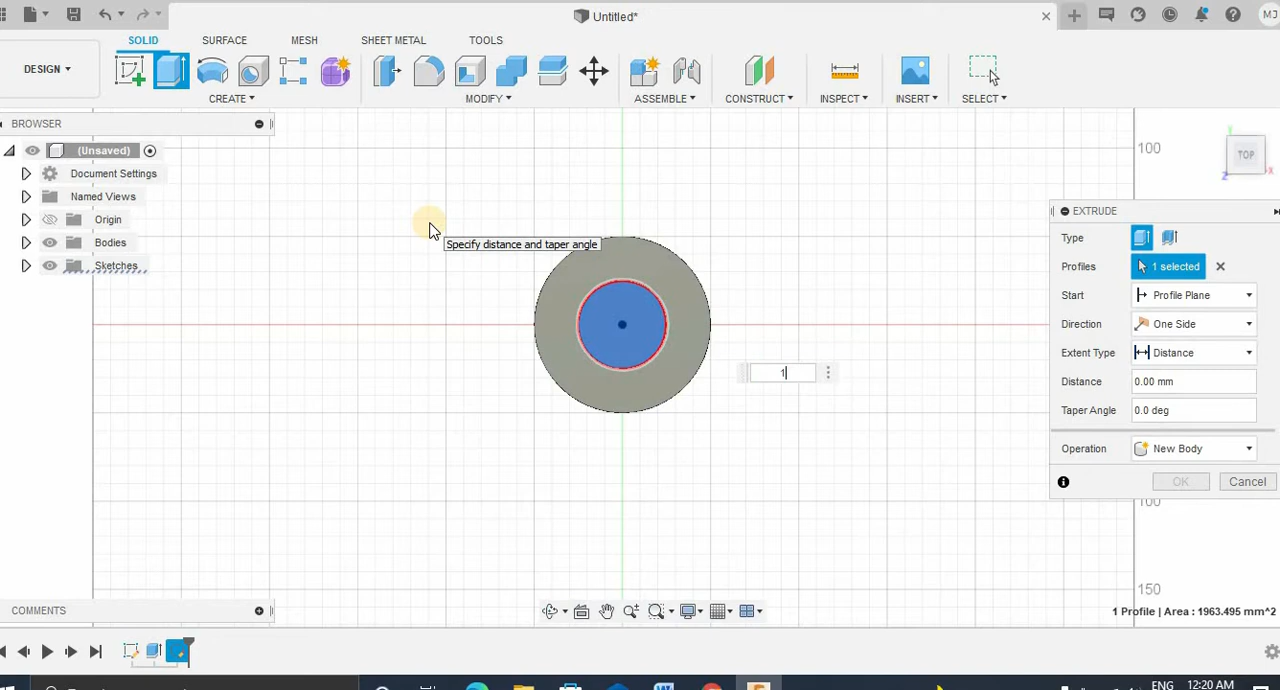 Untitled*
MJ
SOLID
SURFACE
MESH
SHEET METAL
TOOLS
DESIGN
CREATE
MODIFY
ASSEMBLE
CONSTRUCT
INSPECT
INSERT
SELECT
BROWSER
(Unsaved)
Document Settings
Named Views
Origin
Bodies
Sketches
Specify distance and taper angle
1
100
TOP
Y
X
Z
EXTRUDE
Type
Profiles
1 selected
Start
Profile Plane
Direction
One Side
Extent Type
Distance
Distance
0.00 mm
Taper Angle
0.0 deg
Operation
New Body
OK
Cancel
100
150
COMMENTS
1 Profile | Area : 1963.495 mm^2
ENG
12:20 AM